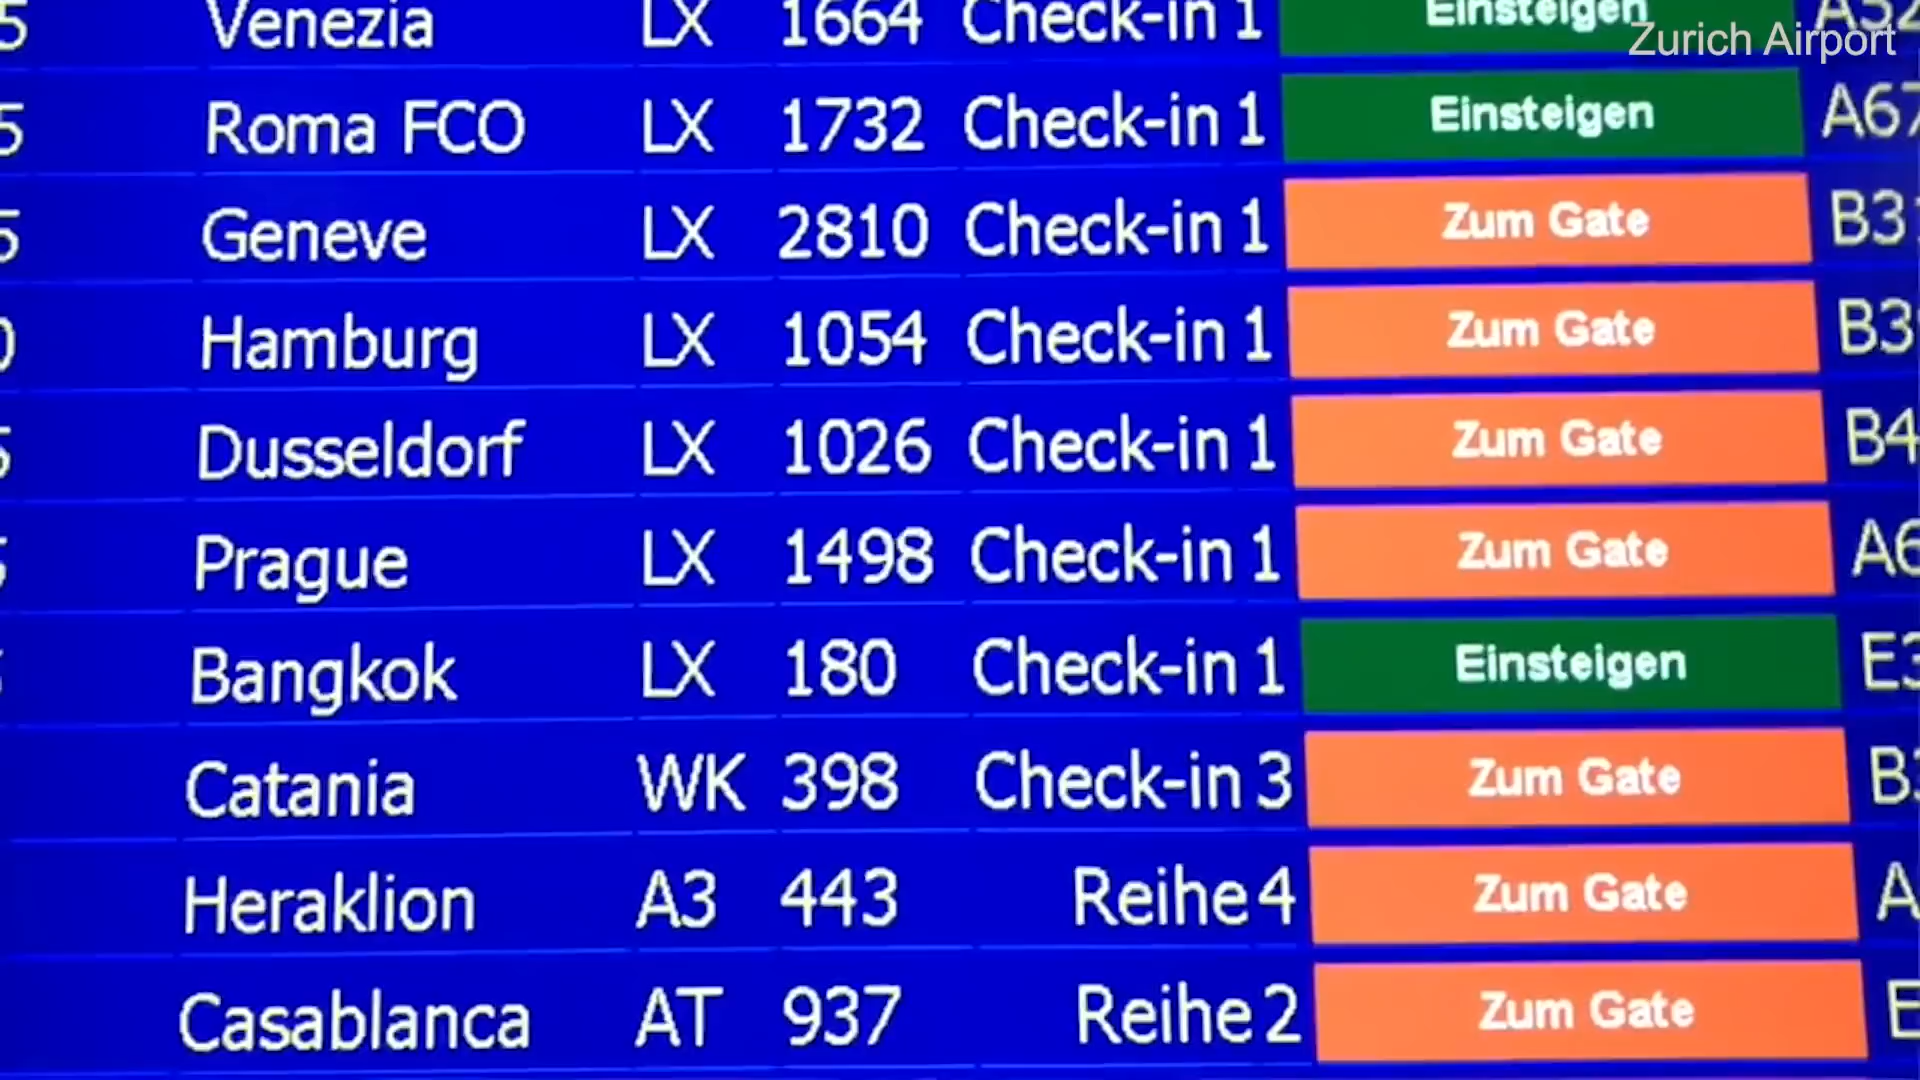 Zurich Airport
Venezia LX 1664 Check-in 1 Einsteigen
Roma FCO LX 1732 Check-in 1 Einsteigen
Geneve LX 2810 Check-in 1 Zum Gate
Hamburg LX 1054 Check-in 1 Zum Gate
Dusseldorf LX 1026 Check-in 1 Zum Gate
Prague LX 1498 Check-in 1 Zum Gate
Bangkok LX 180 Check-in 1 Einsteigen
Catania WK 398 Check-in 3 Zum Gate
Heraklion A3 443 Reihe 4 Zum Gate
Casablanca AT 937 Reihe 2 Zum Gate